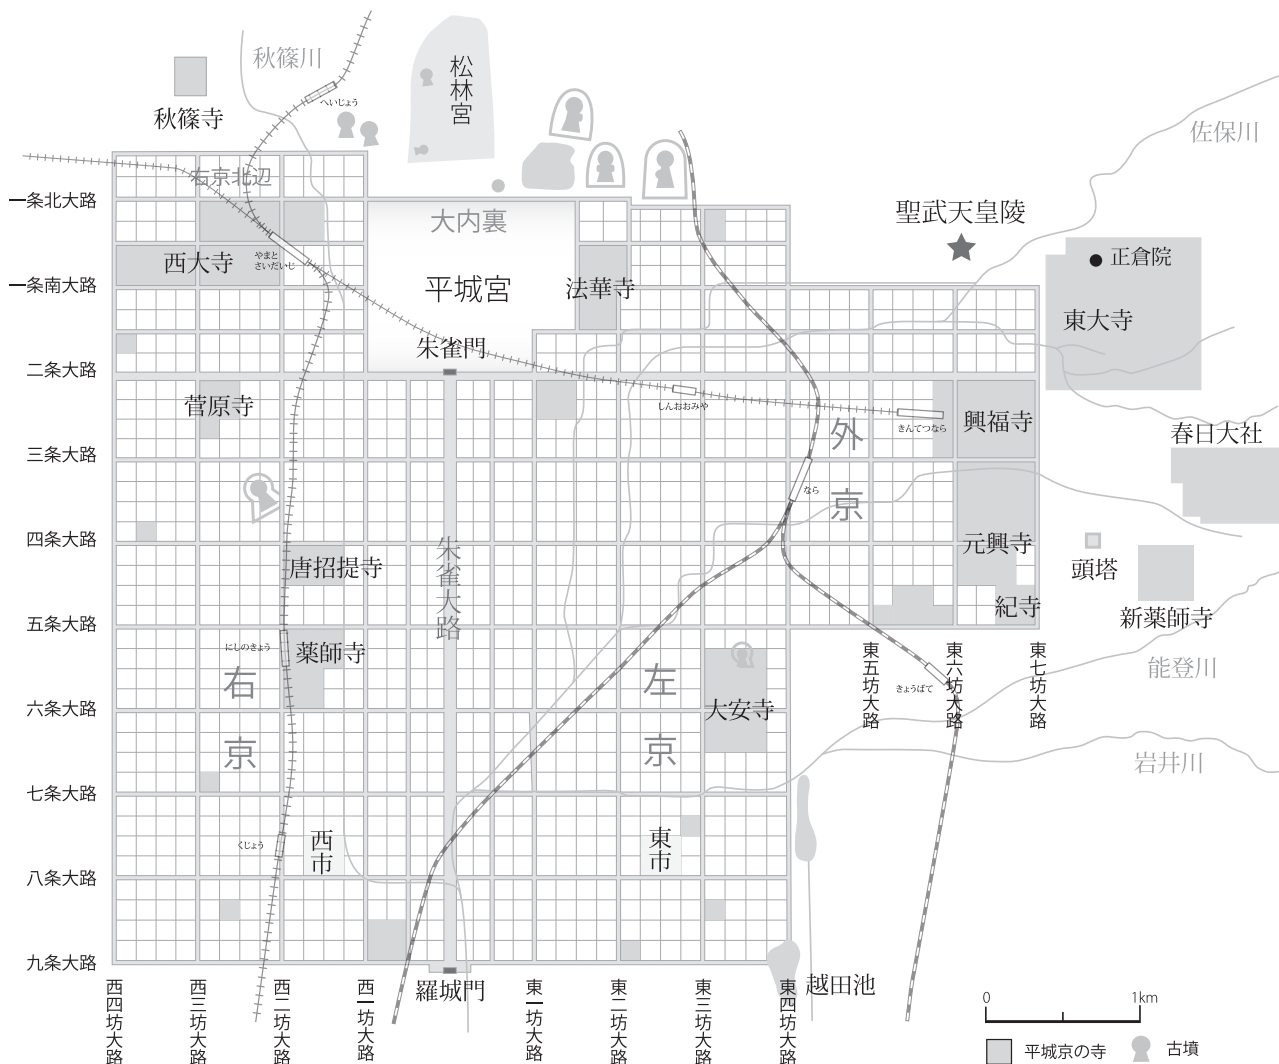 秋篠川
松林宮
秋篠寺
へいじょう
佐保川
右京北辺
一条北大路
大内裏
聖武天皇陵
正倉院
西大寺
やまと
さいだいじ
平城宮
法華寺
一条南大路
東大寺
朱雀門
二条大路
菅原寺
しんおおみや
きんてつなら
興福寺
春日大社
外京
三条大路
なら
四条大路
朱雀大路
元興寺
唐招提寺
頭塔
紀寺
新薬師寺
五条大路
にしのきょう
薬師寺
右京
左京
東五坊大路
東六坊大路
東七坊大路
能登川
きょうばて
大安寺
六条大路
岩井川
七条大路
くじょう
西市
東市
八条大路
九条大路
西四坊大路
西三坊大路
西二坊大路
西一坊大路
羅城門
東一坊大路
東二坊大路
東三坊大路
東四坊大路
越田池
0 1km
平城京の寺
古墳